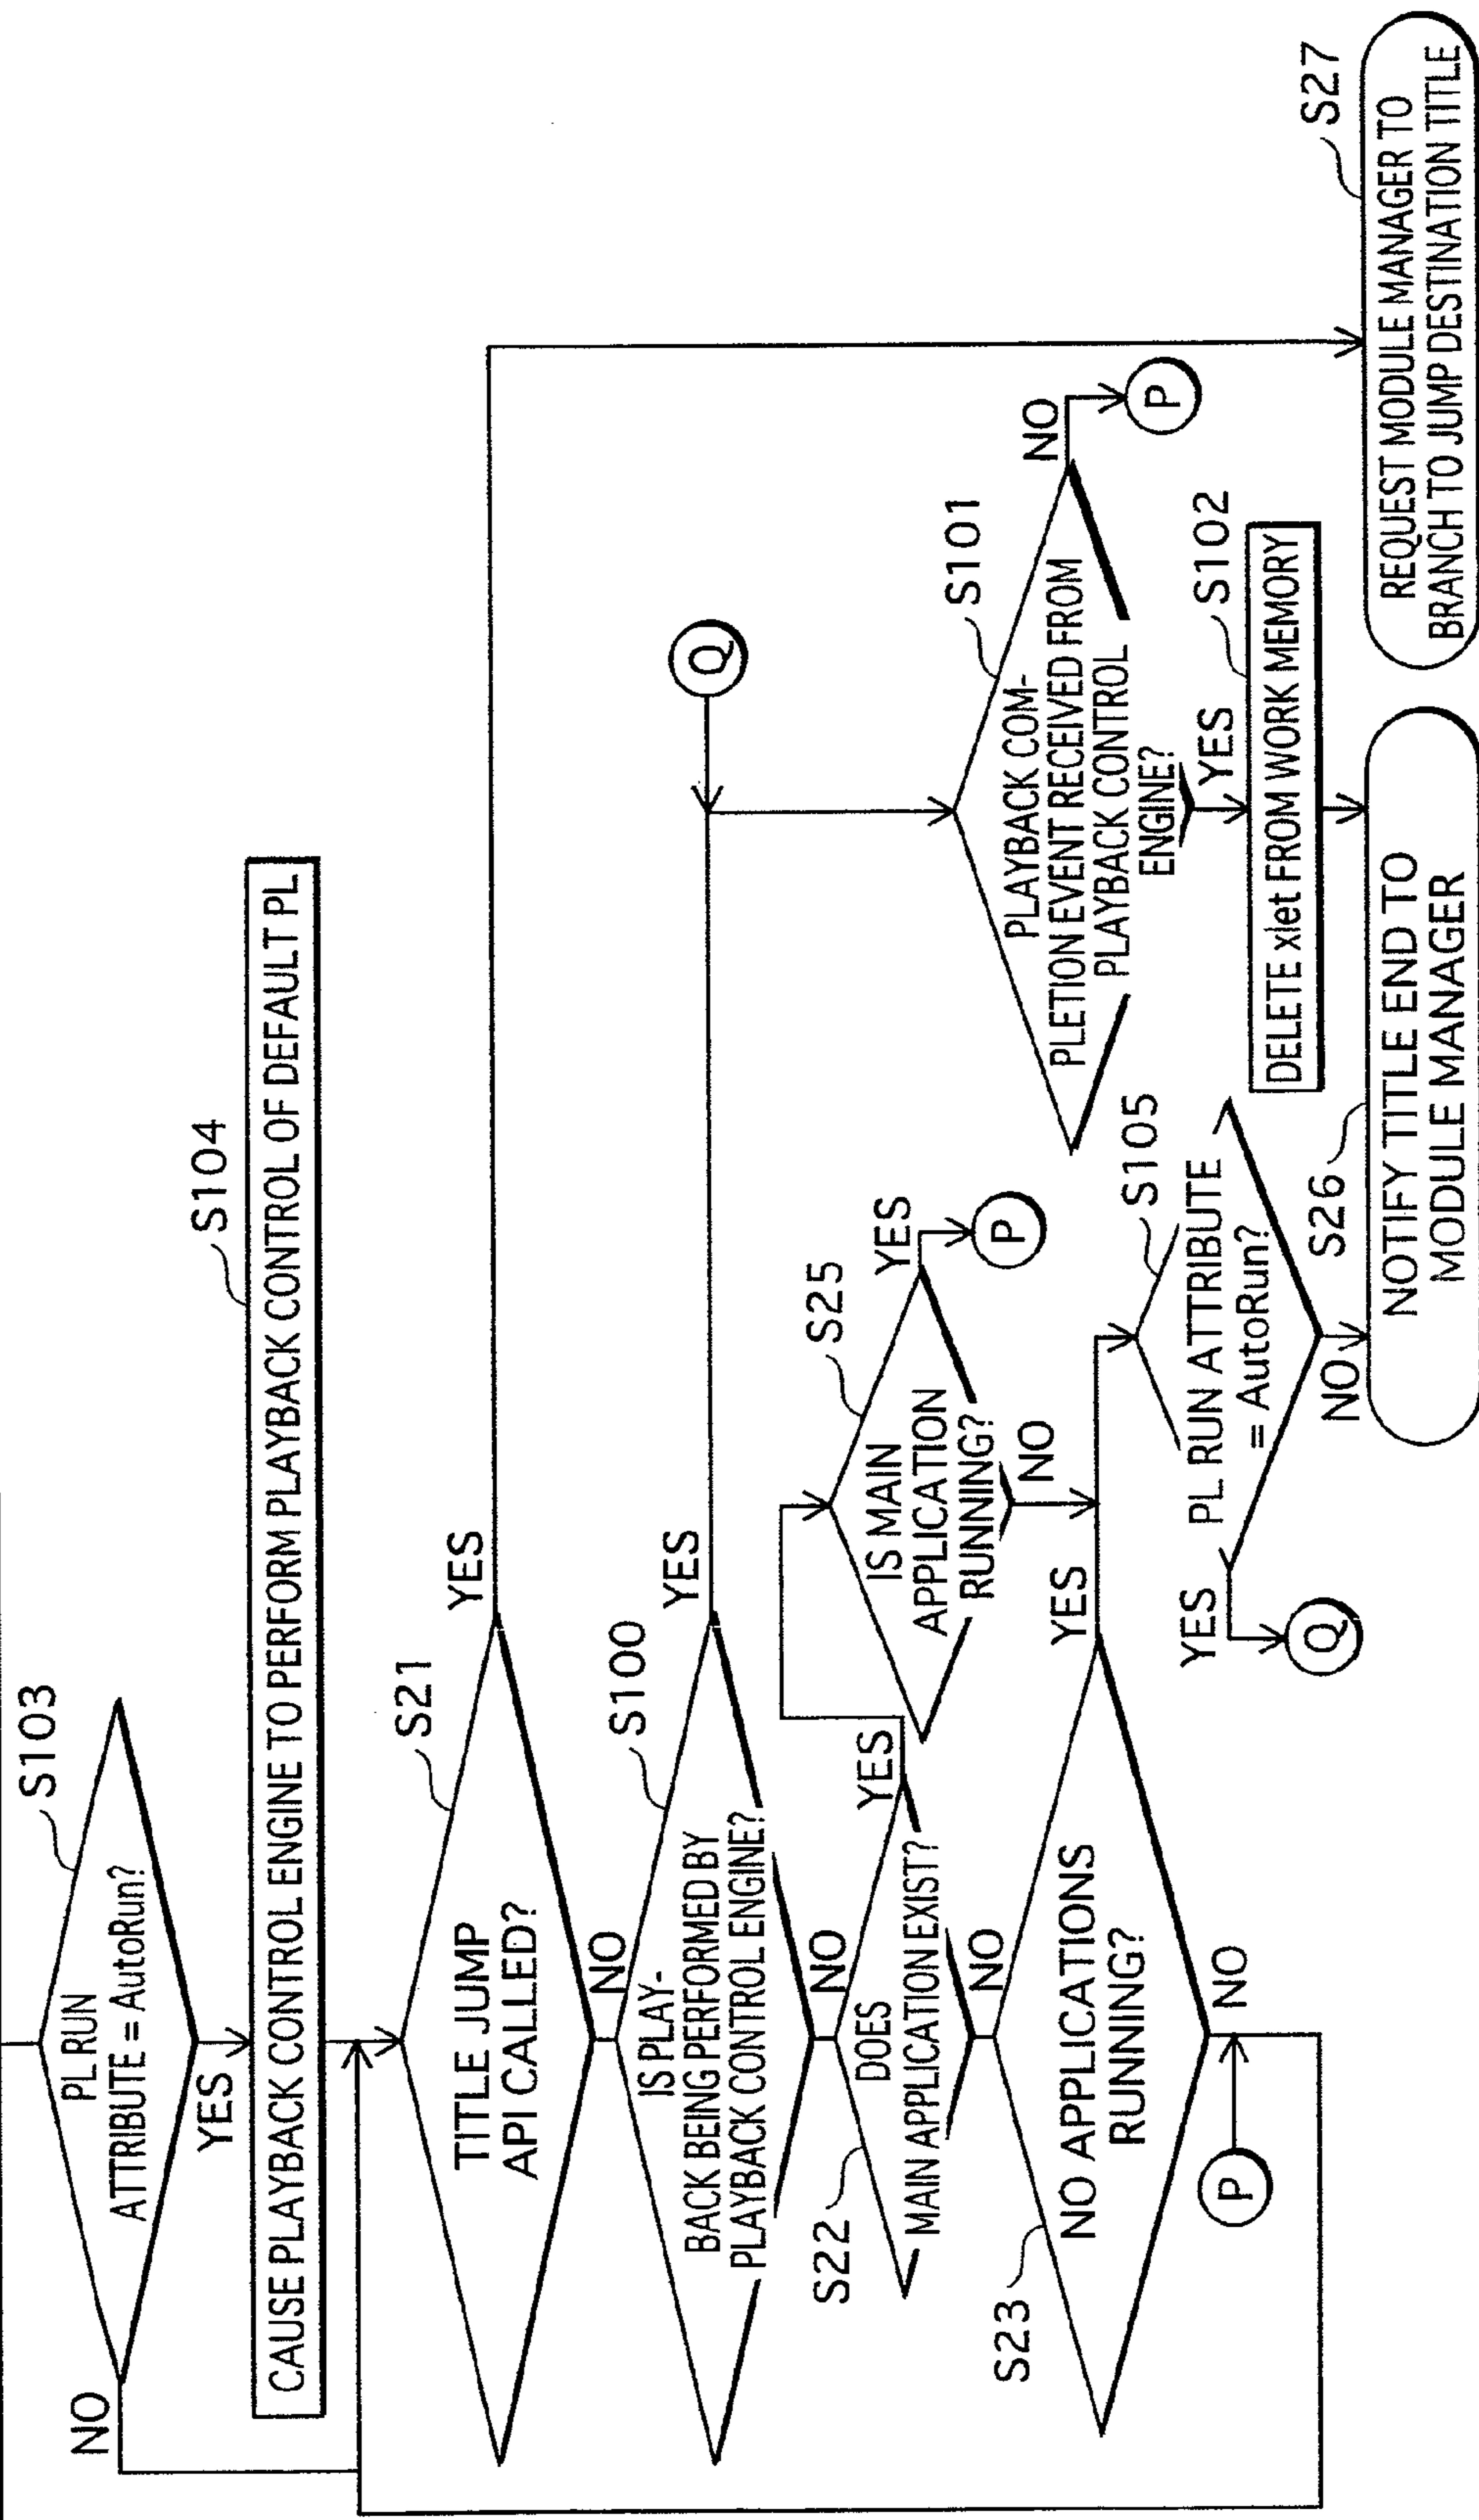 S103
PL RUN
ATTRIBUTE = AutoRun?
NO
YES
S104
CAUSE PLAYBACK CONTROL ENGINE TO PERFORM PLAYBACK CONTROL OF DEFAULT PL
S21
TITLE JUMP
API CALLED?
YES
NO
S100
IS PLAY-
BACK BEING PERFORMED BY
PLAYBACK CONTROL ENGINE?
YES
NO
Q
S22
DOES
MAIN APPLICATION EXIST?
YES
NO
S25
IS MAIN
APPLICATION
RUNNING?
YES
P
NO
S101
PLAYBACK COM-
PLETION EVENT RECEIVED FROM
PLAYBACK CONTROL
ENGINE?
NO
P
YES
S23
NO APPLICATIONS
RUNNING?
YES
NO
P
S105
PL RUN ATTRIBUTE
= AutoRun?
YES
Q
NO
S102
DELETE xlet FROM WORK MEMORY
S26
NOTIFY TITLE END TO
MODULE MANAGER
S27
REQUEST MODULE MANAGER TO
BRANCH TO JUMP DESTINATION TITLE